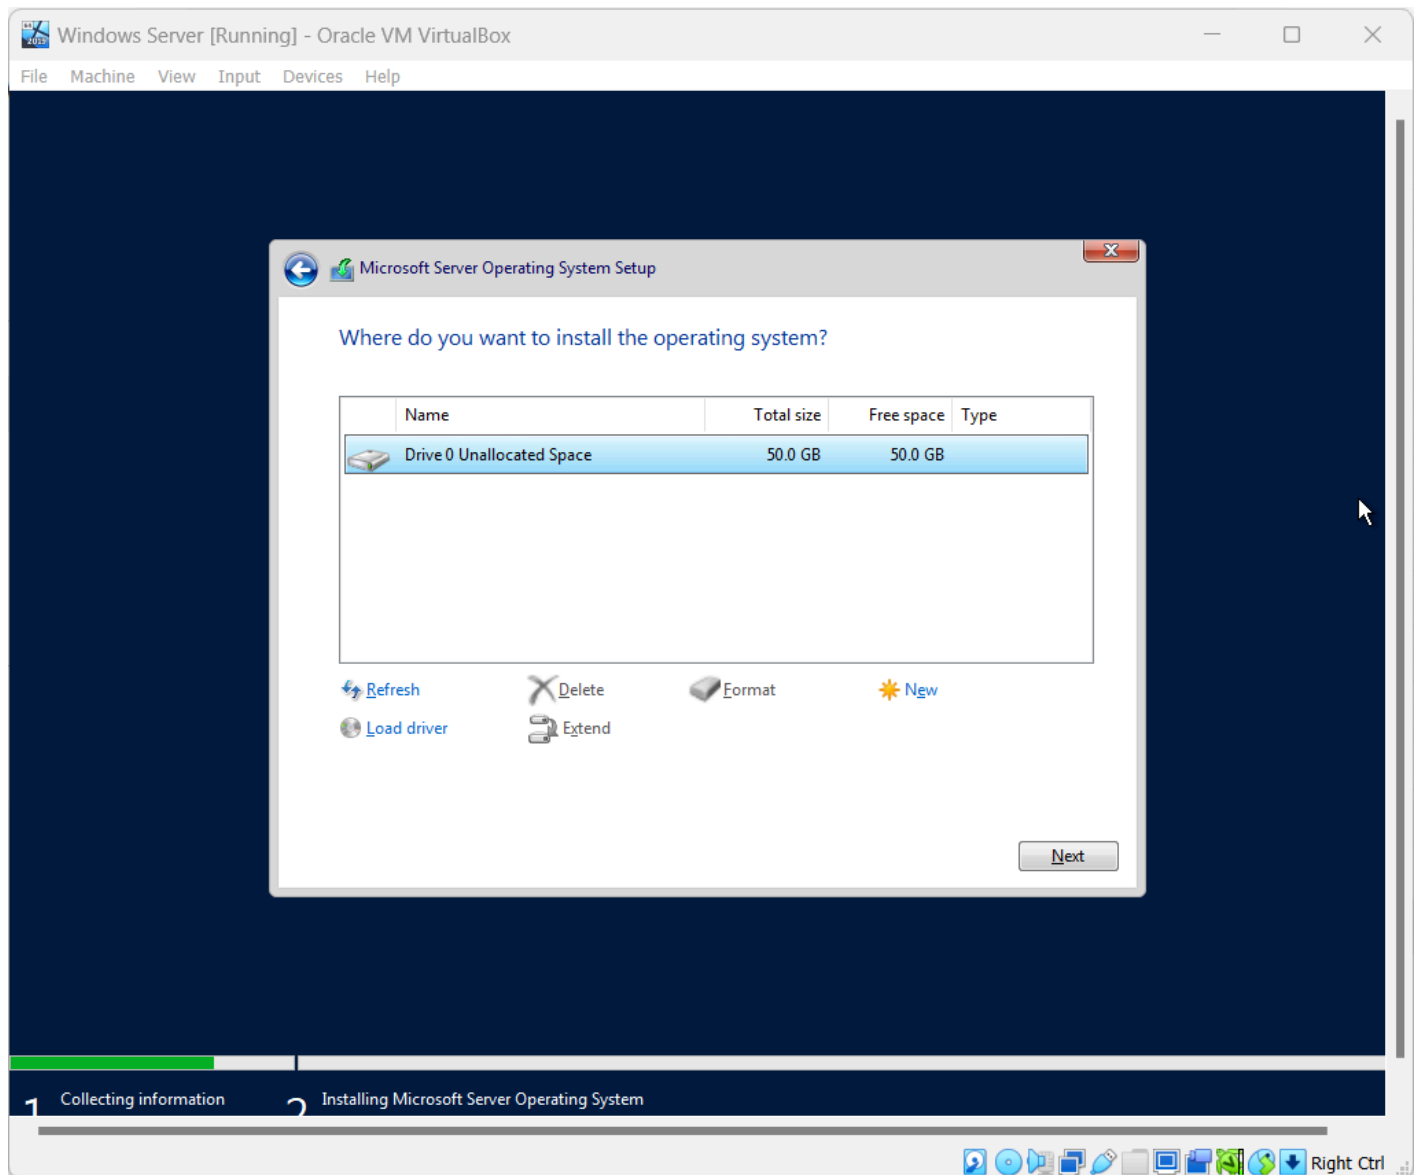 Windows Server [Running] - Oracle VM VirtualBox
File Machine View Input Devices Help
Microsoft Server Operating System Setup
Where do you want to install the operating system?
Name Total size Free space Type
Drive 0 Unallocated Space 50.0 GB 50.0 GB
Refresh Delete Format New
Load driver Extend
Next
1 Collecting information 2 Installing Microsoft Server Operating System
Right Ctrl